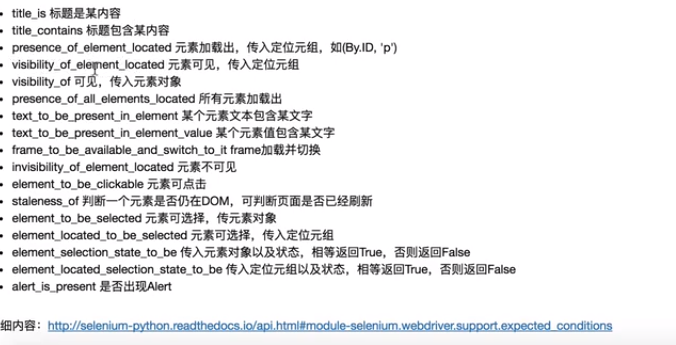 • title_is 标题是某内容
• title_contains 标题包含某内容
• presence_of_element_located 元素加载出，传入定位元组，如(By.ID, 'p')
• visibility_of_element_located 元素可见，传入定位元组
• visibility_of 可见，传入元素对象
• presence_of_all_elements_located 所有元素加载出
• text_to_be_present_in_element 某个元素文本包含某文字
• text_to_be_present_in_element_value 某个元素值包含某文字
• frame_to_be_available_and_switch_to_it frame加载并切换
• invisibility_of_element_located 元素不可见
• element_to_be_clickable 元素可点击
• staleness_of 判断一个元素是否仍在DOM，可判断页面是否已经刷新
• element_to_be_selected 元素可选择，传元素对象
• element_located_to_be_selected 元素可选择，传入定位元组
• element_selection_state_to_be 传入元素对象以及状态，相等返回True，否则返回False
• element_located_selection_state_to_be 传入定位元组以及状态，相等返回True，否则返回False
• alert_is_present 是否出现Alert
细内容：http://selenium-python.readthedocs.io/api.html#module-selenium.webdriver.support.expected_conditions